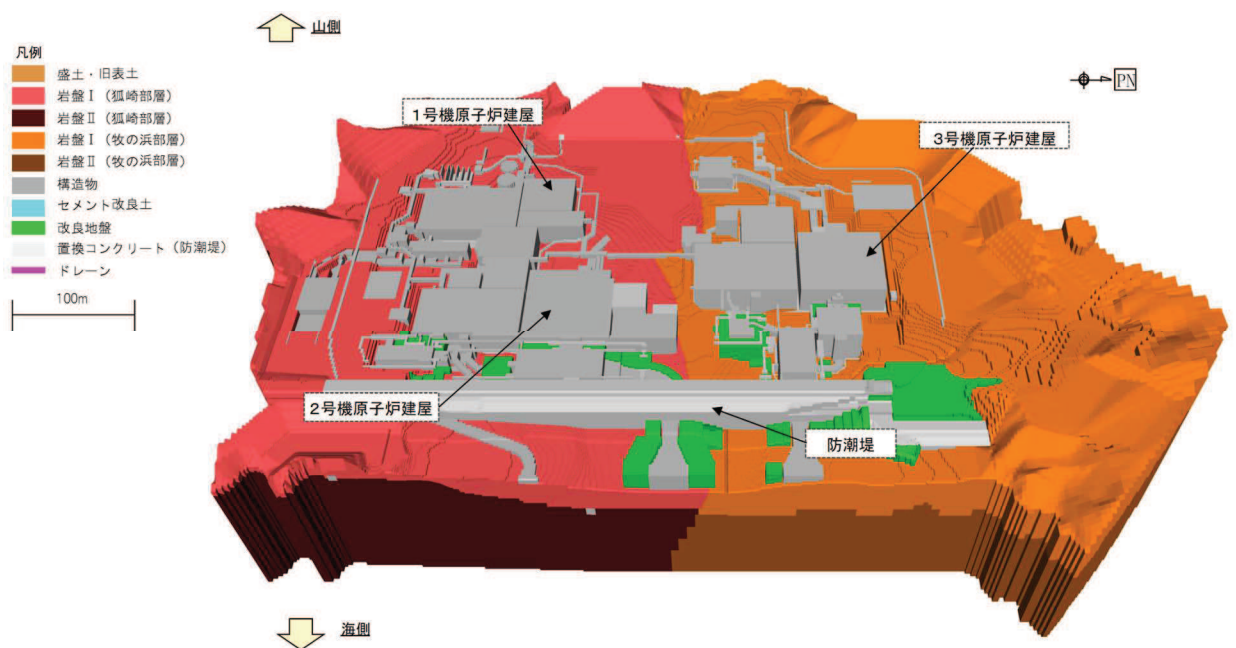 山側
凡例
盛土・旧表土
岩盤Ⅰ（狐崎部層）
岩盤Ⅱ（狐崎部層）
岩盤Ⅰ（牧の浜部層）
岩盤Ⅱ（牧の浜部層）
構造物
セメント改良土
改良地盤
置換コンクリート（防潮堤）
ドレーン
100m
PN
1号機原子炉建屋
3号機原子炉建屋
2号機原子炉建屋
防潮堤
海側